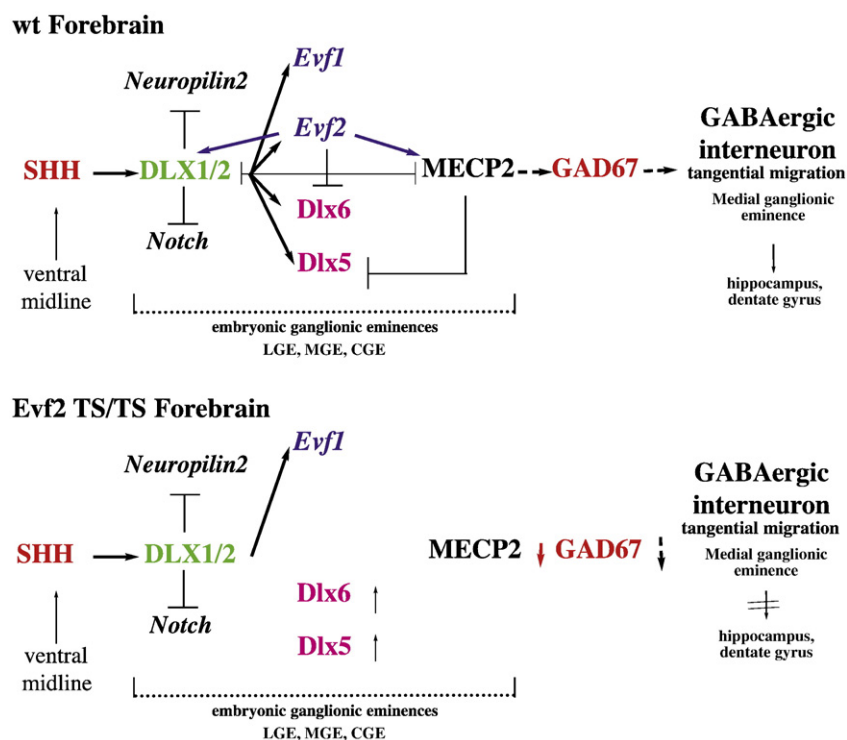 wt Forebrain
Evf1
Neuropilin2
Evf2
SHH
DLX1/2
MECP2
GAD67
GABAergic
interneuron
tangential migration
Medial ganglionic
eminence
Dlx6
Notch
Dlx5
ventral
midline
hippocampus,
dentate gyrus
embryonic ganglionic eminences
LGE, MGE, CGE
Evf2 TS/TS Forebrain
Evf1
Neuropilin2
GABAergic
interneuron
tangential migration
SHH
DLX1/2
MECP2
GAD67
Medial ganglionic
eminence
Dlx6
Notch
Dlx5
ventral
midline
hippocampus,
dentate gyrus
embryonic ganglionic eminences
LGE, MGE, CGE